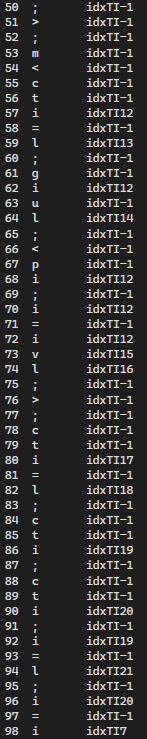 50 ; idxTI-1
51 > idxTI-1
52 ; idxTI-1
53 m idxTI-1
54 < idxTI-1
55 c idxTI-1
56 t idxTI-1
57 i idxTI12
58 = idxTI-1
59 l idxTI13
60 ; idxTI-1
61 g idxTI-1
62 i idxTI12
63 u idxTI-1
64 l idxTI14
65 ; idxTI-1
66 < idxTI-1
67 p idxTI-1
68 i idxTI12
69 ; idxTI-1
70 i idxTI12
71 = idxTI-1
72 i idxTI12
73 v idxTI15
74 l idxTI16
75 ; idxTI-1
76 > idxTI-1
77 ; idxTI-1
78 c idxTI-1
79 t idxTI-1
80 i idxTI17
81 = idxTI-1
82 l idxTI18
83 ; idxTI-1
84 c idxTI-1
85 t idxTI-1
86 i idxTI19
87 ; idxTI-1
88 c idxTI-1
89 t idxTI-1
90 i idxTI20
91 ; idxTI-1
92 i idxTI19
93 = idxTI-1
94 l idxTI21
95 ; idxTI-1
96 i idxTI20
97 = idxTI-1
98 i idxTI7